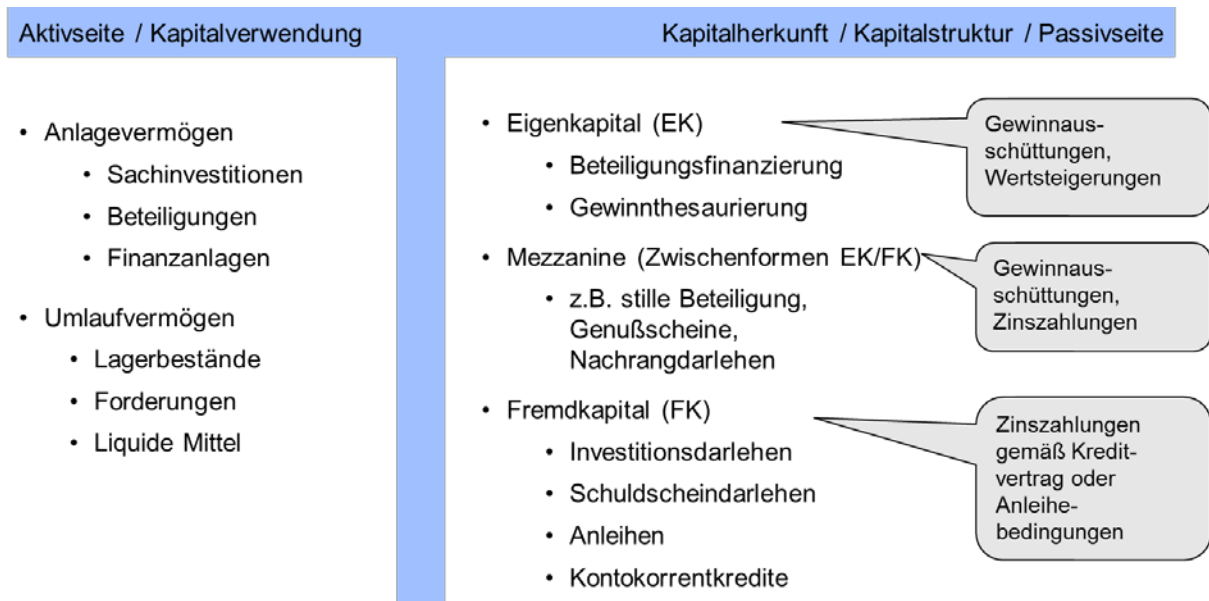 Aktivseite / Kapitalverwendung
Kapitalherkunft / Kapitalstruktur / Passivseite
• Anlagevermögen
• Sachinvestitionen
• Beteiligungen
• Finanzanlagen
• Umlaufvermögen
• Lagerbestände
• Forderungen
• Liquide Mittel
• Eigenkapital (EK)
• Beteiligungsfinanzierung
• Gewinnthesaurierung
Gewinnaus-
schüttungen,
Wertsteigerungen
• Mezzanine (Zwischenformen EK/FK)
• z.B. stille Beteiligung,
Genußscheine,
Nachrangdarlehen
Gewinnaus-
schüttungen,
Zinszahlungen
• Fremdkapital (FK)
• Investitionsdarlehen
• Schuldscheindarlehen
• Anleihen
• Kontokorrentkredite
Zinszahlungen
gemäß Kredit-
vertrag oder
Anleihe-
bedingungen